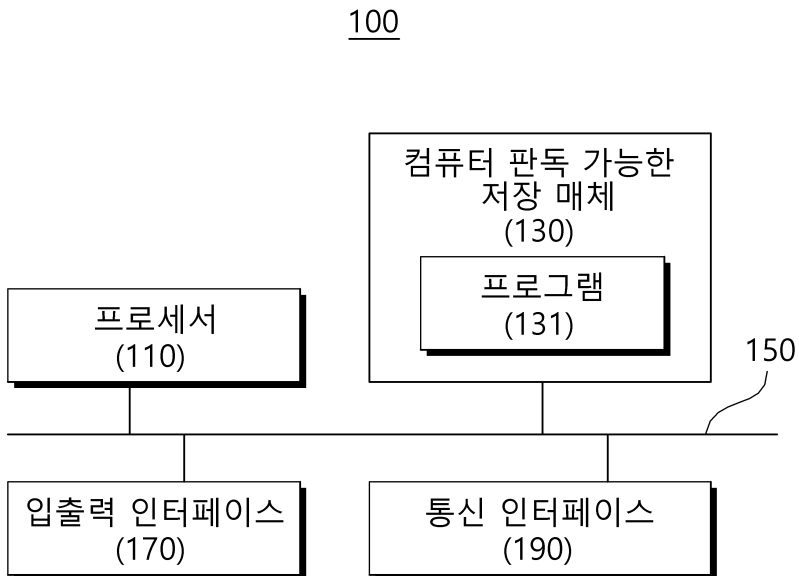 100
컴퓨터 판독 가능한
저장 매체
(130)
프로그램
(131)
프로세서
(110)
150
입출력 인터페이스
(170)
통신 인터페이스
(190)